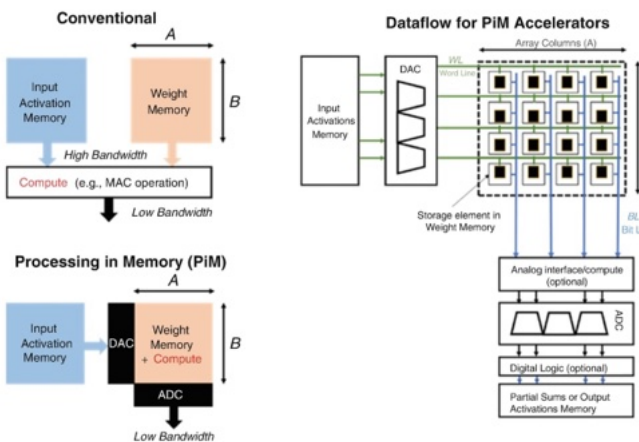 Conventional
A
Input
Activation
Memory
Weight
Memory
B
High Bandwidth
Compute (e.g., MAC operation)
Low Bandwidth
Processing in Memory (PiM)
A
Input
Activation
Memory
DAC
Weight
Memory
+ Compute
B
ADC
Low Bandwidth
Dataflow for PiM Accelerators
Array Columns (A)
WL
Word Line
DAC
Input
Activations
Memory
Storage element in
Weight Memory
BL
Bit L
Analog interface/compute
(optional)
ADC
Digital Logic (optional)
Partial Sums or Output
Activations Memory